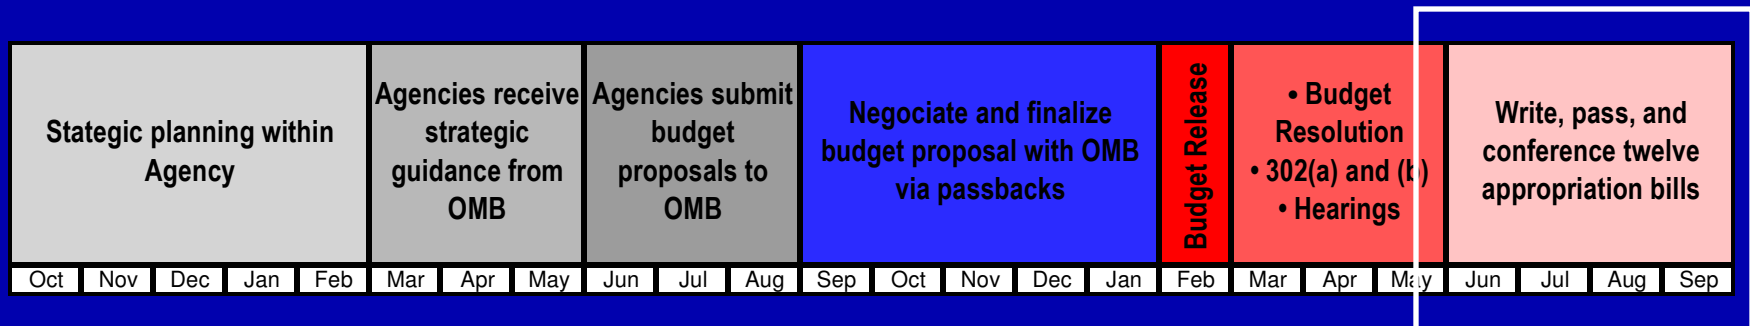 Stategic planning within
Agency
Agencies receive
strategic
guidance from
OMB
Agencies submit
budget
proposals to
OMB
Negociate and finalize
budget proposal with OMB
via passbacks
Budget Release
• Budget
Resolution
• 302(a) and (b)
• Hearings
Write, pass, and
conference twelve
appropriation bills
Oct Nov Dec Jan Feb Mar Apr May Jun Jul Aug Sep Oct Nov Dec Jan Feb Mar Apr May Jun Jul Aug Sep